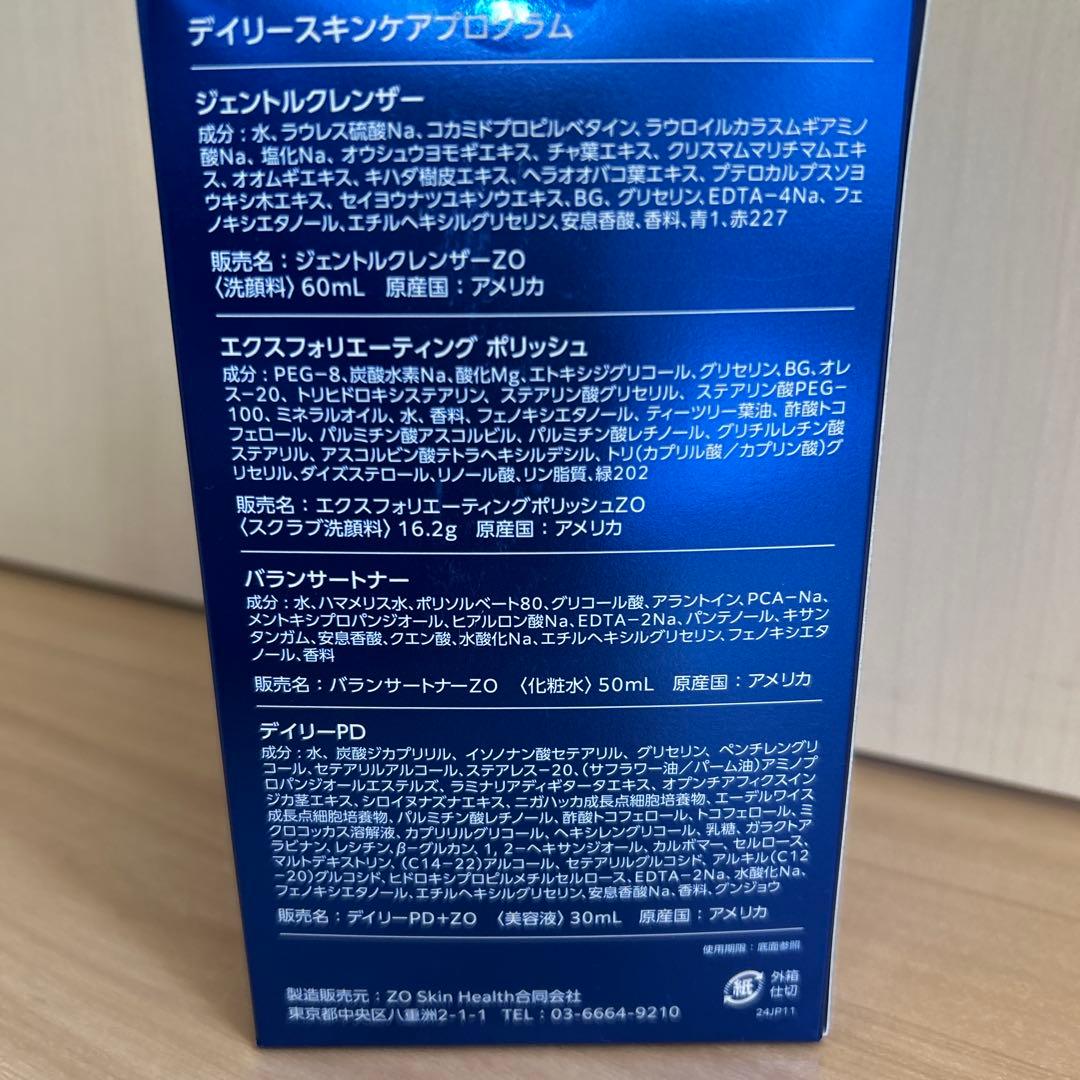 デイリースキンケアプログラム
ジェントルクレンザー
成分：水、ラウレス硫酸Na、コカミドプロピルベタイン、ラウロイルカラスムギアミノ
酸Na、塩化Na、オウシュウヨモギエキス、チャ葉エキス、クリスマムマリチマムエキ
ス、オオムギエキス、キハダ樹皮エキス、ヘラオオバコ葉エキス、プテロカルプスソヨ
ウキシ木エキス、セイヨウナツユキソウエキス、BG、グリセリン、EDTA-4Na、フェ
ノキシエタノール、エチルヘキシルグリセリン、安息香酸、香料、青1、赤227
販売名：ジェントルクレンザーZO
〈洗顔料〉60mL 原産国：アメリカ
エクスフォリエーティング ポリッシュ
成分：PEG-8、炭酸水素Na、酸化Mg、エトキシジグリコール、グリセリン、BG、オレ
ス-20、トリヒドロキシステアリン、ステアリン酸グリセリル、ステアリン酸PEG-
100、ミネラルオイル、水、香料、フェノキシエタノール、ティーツリー葉油、酢酸トコ
フェロール、パルミチン酸アスコルビル、パルミチン酸レチノール、グリチルレチン酸
ステアリル、アスコルビン酸テトラヘキシルデシル、トリ(カプリル酸／カプリン酸)グ
リセリル、ダイズステロール、リノール酸、リン脂質、緑202
販売名：エクスフォリエーティングポリッシュZO
〈スクラブ洗顔料〉16.2g 原産国：アメリカ
バランサートナー
成分：水、ハマメリス水、ポリソルベート80、グリコール酸、アラントイン、PCA-Na、
メントキシプロパンジオール、ヒアルロン酸Na、EDTA-2Na、パンテノール、キサン
タンガム、安息香酸、クエン酸、水酸化Na、エチルヘキシルグリセリン、フェノキシエタ
ノール、香料
販売名：バランサートナーZO 〈化粧水〉50mL 原産国：アメリカ
デイリーPD
成分：水、炭酸ジカプリリル、イソノナン酸セテアリル、グリセリン、ペンチレングリ
コール、セテアリルアルコール、ステアレス-20、(サフラワー油／パーム油)アミノプ
ロパンジオールエステルズ、ラミナリアディギタータエキス、オプンチアフィクスイン
ジカ茎エキス、シロイヌナズナエキス、ニガハッカ成長点細胞培養物、エーデルワイス
成長点細胞培養物、パルミチン酸レチノール、酢酸トコフェロール、トコフェロール、ミ
クロコッカス溶解液、カプリリルグリコール、ヘキシレングリコール、乳糖、ガラクトア
ラビナン、レシチン、β-グルカン、1，2-ヘキサンジオール、カルボマー、セルロース、
マルトデキストリン、(C14-22)アルコール、セテアリルグルコシド、アルキル(C12
-20)グルコシド、ヒドロキシプロピルメチルセルロース、EDTA-2Na、水酸化Na、
フェノキシエタノール、エチルヘキシルグリセリン、安息香酸Na、香料、グンジョウ
販売名：デイリーPD+ZO 〈美容液〉30mL 原産国：アメリカ
使用期限：底面参照
紙 外箱
仕切
24JP11
製造販売元：ZO Skin Health合同会社
東京都中央区八重洲2-1-1 TEL：03-6664-9210